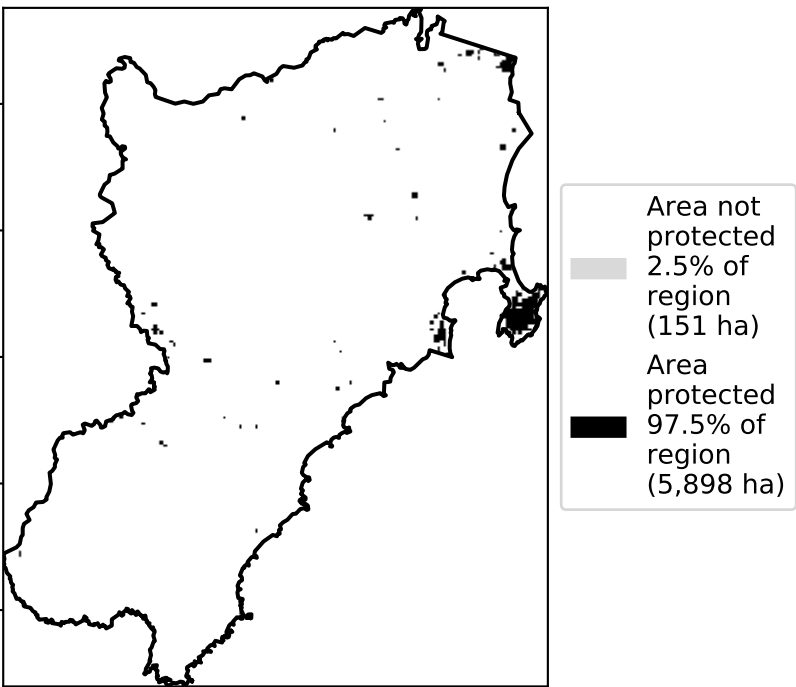 Area not
protected
2.5% of
region
(151 ha)
Area
protected
97.5% of
region
(5,898 ha)